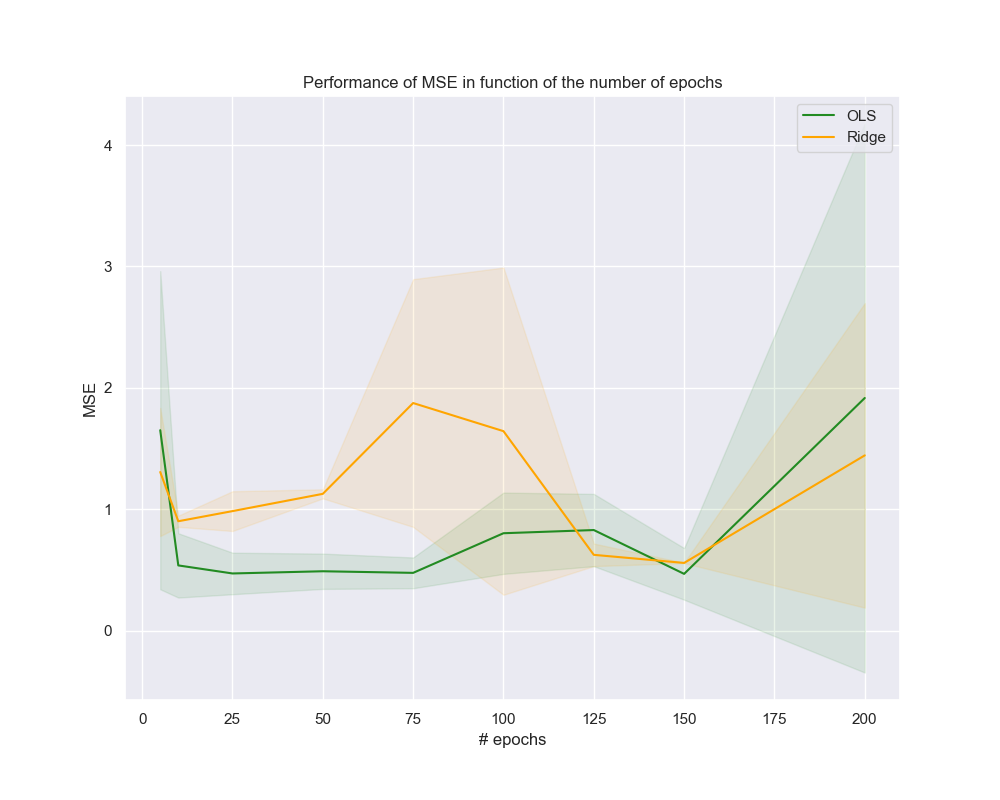 Performance of MSE in function of the number of epochs
OLS
Ridge
4
3
2
1
0
MSE
0 25 50 75 100 125 150 175 200
# epochs